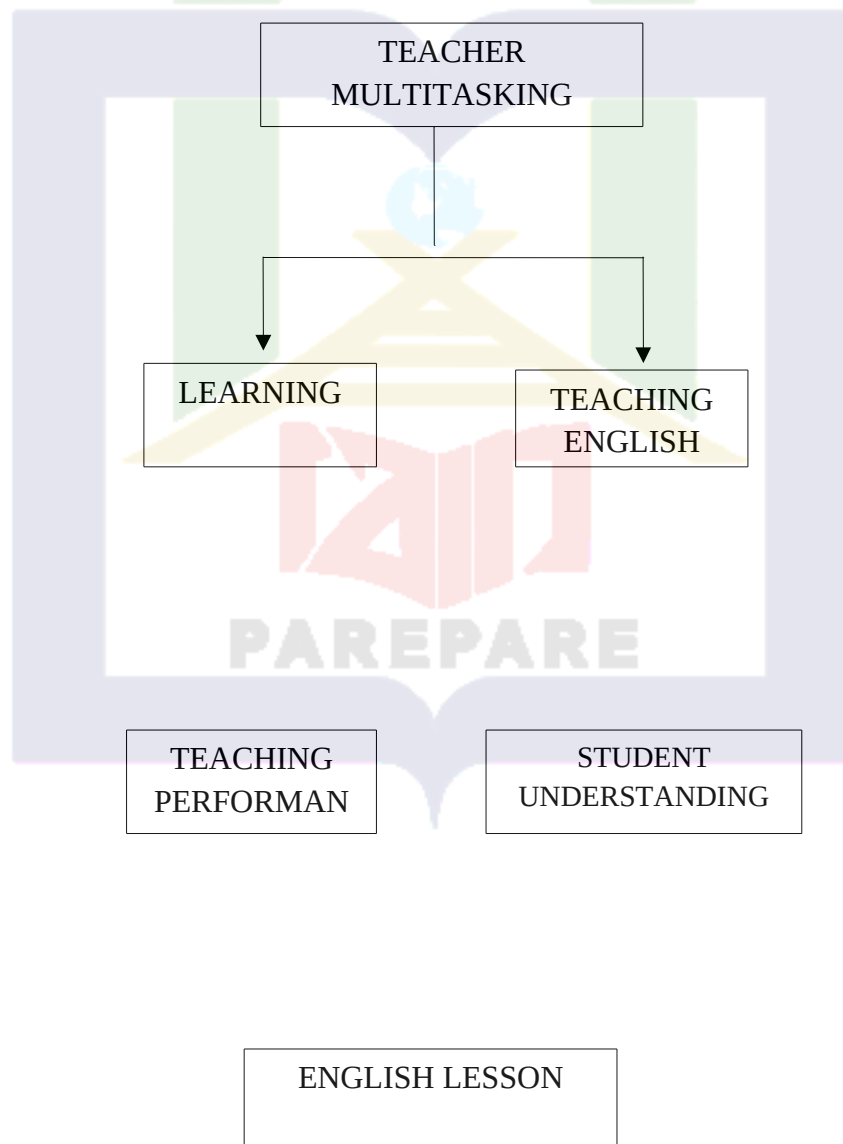 TEACHER
MULTITASKING
LEARNING
TEACHING
ENGLISH
PAREPARE
TEACHING
PERFORMAN
STUDENT
UNDERSTANDING
ENGLISH LESSON